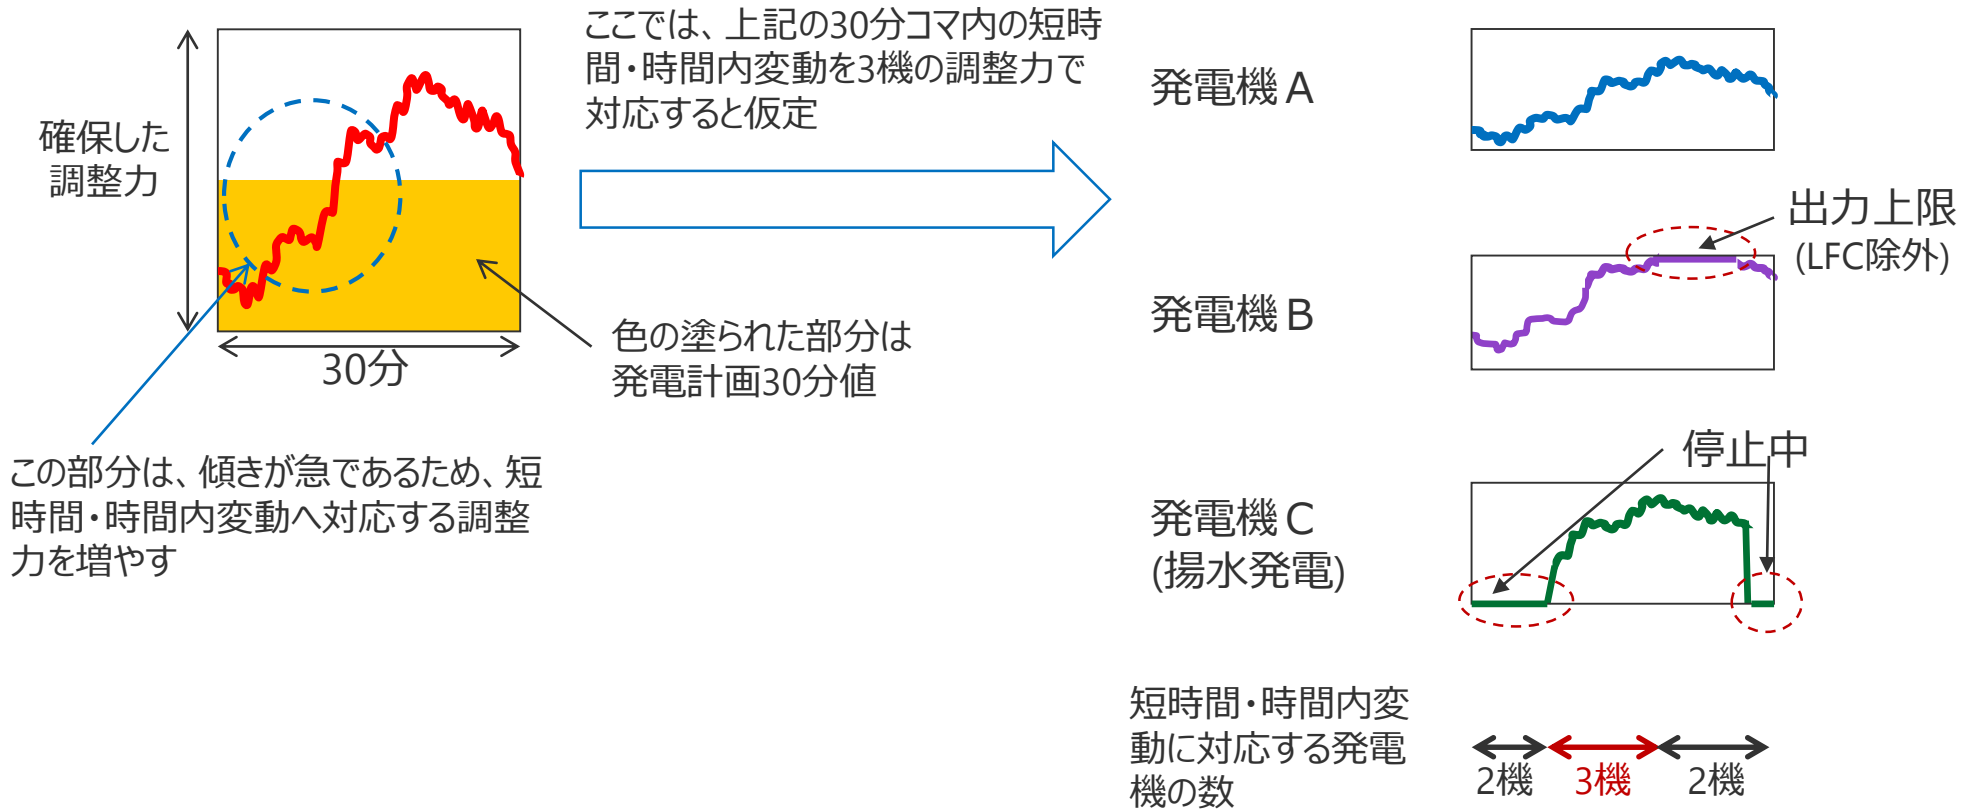 確保した
調整力
30分
この部分は、傾きが急であるため、短
時間・時間内変動へ対応する調整
力を増やす
色の塗られた部分は
発電計画30分値
ここでは、上記の30分コマ内の短時
間・時間内変動を3機の調整力で
対応すると仮定
発電機A
発電機B
出力上限
(LFC除外)
発電機C
(揚水発電)
停止中
短時間・時間内変
動に対応する発電
機の数
2機 3機 2機